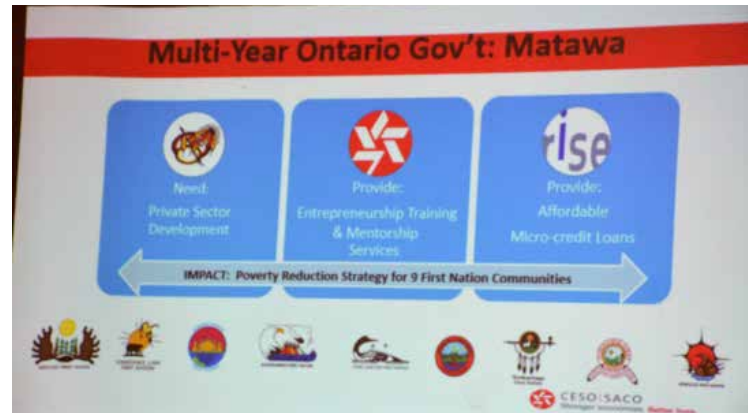 Multi-Year Ontario Gov't: Matawa
Need:
Private Sector
Development
Provide:
Entrepreneurship Training
& Mentorship
Services
rise
Provide:
Affordable
Micro-credit Loans
IMPACT: Poverty Reduction Strategy for 9 First Nation Communities
CESO|SACO